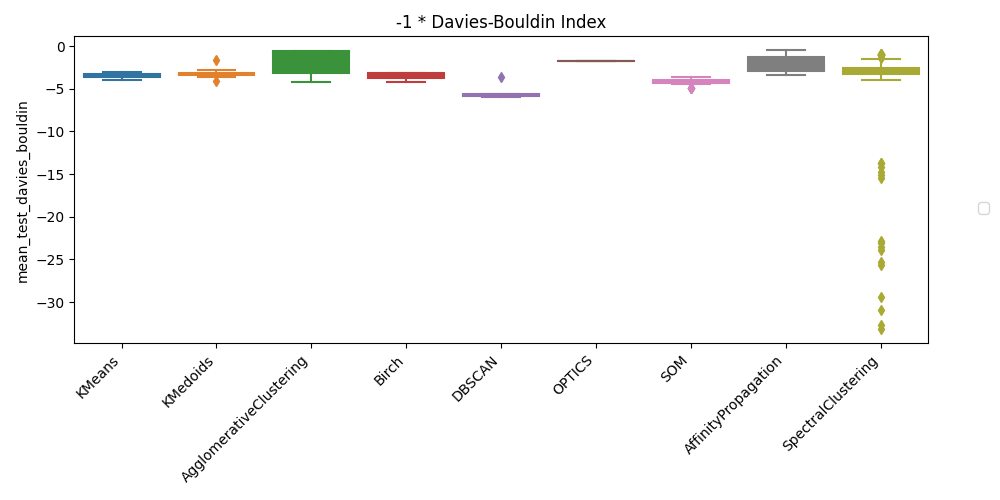 -1 * Davies-Bouldin Index
mean_test_davies_bouldin
0
−5
−10
−15
−20
−25
−30
KMeans
KMedoids
AgglomerativeClustering
Birch
DBSCAN
OPTICS
SOM
AffinityPropagation
SpectralClustering